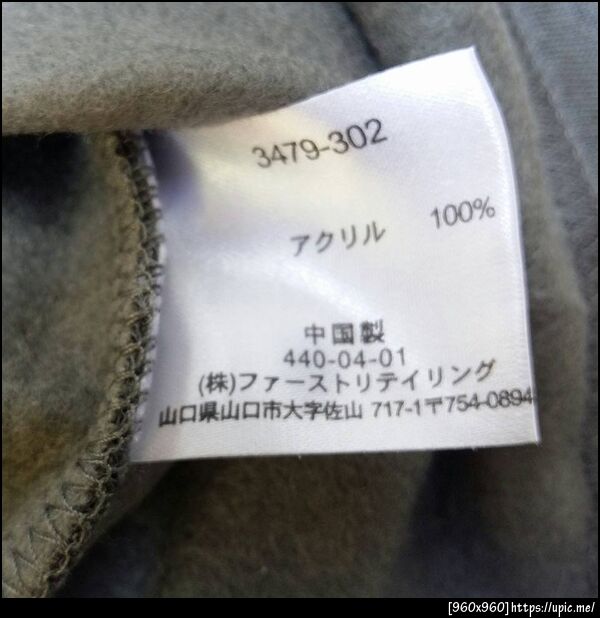 3479-302
アクリル 100%
中国製
440-04-01
(株)ファーストリテイリング
山口県山口市大字佐山 717-1〒754-0894
[960x960]https://upic.me/